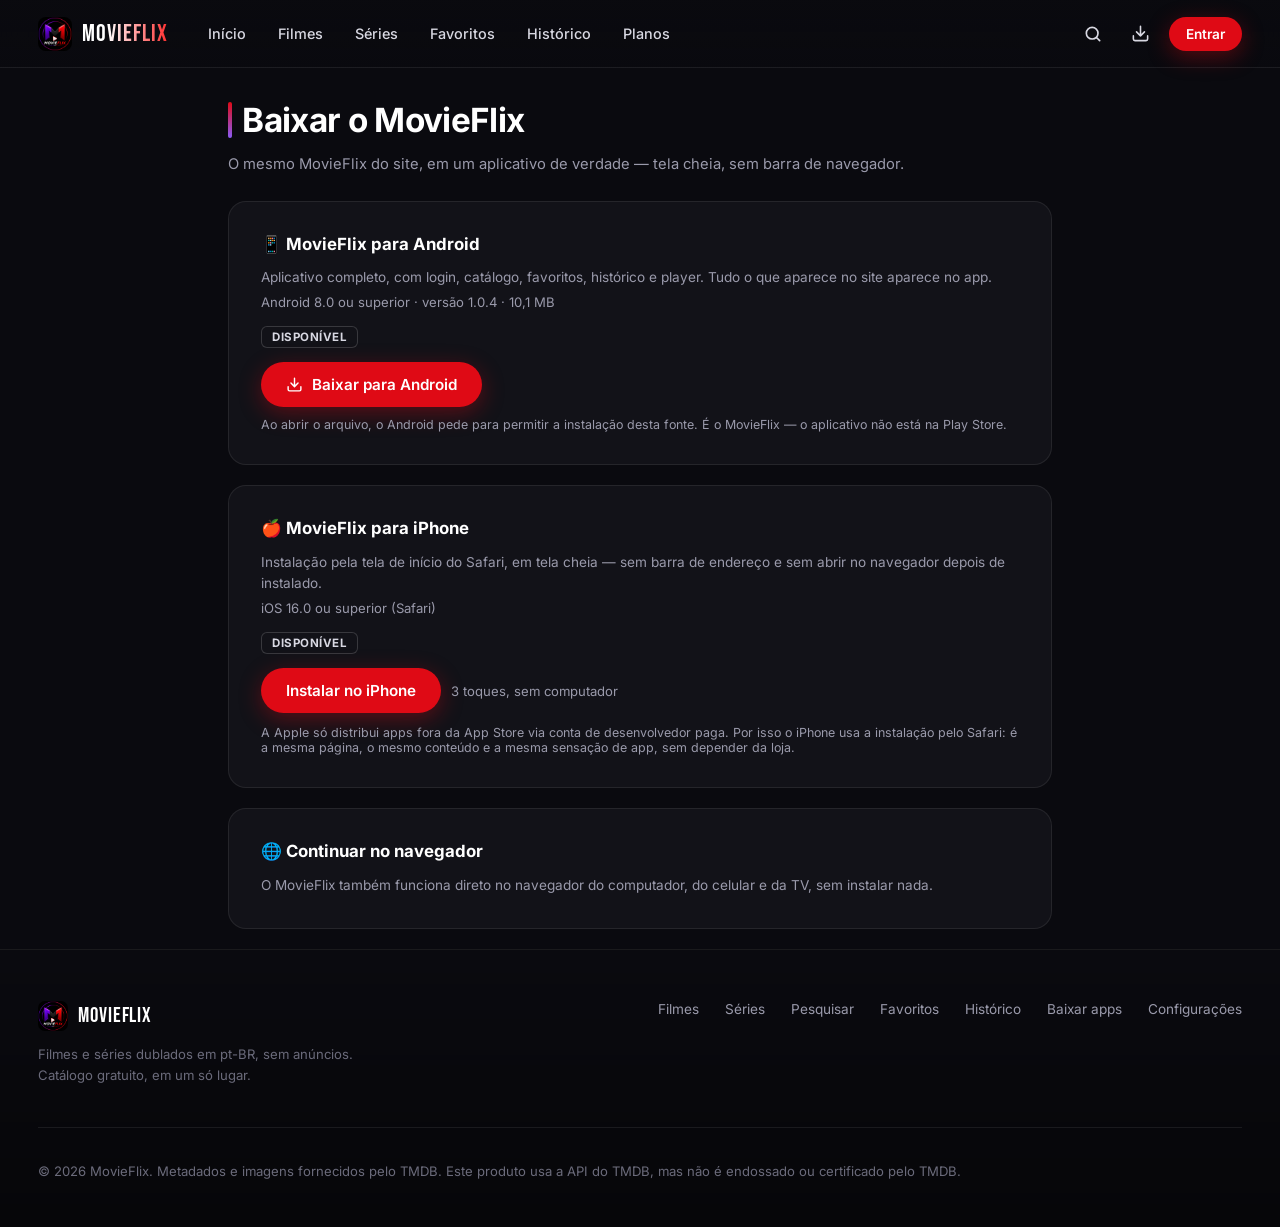 MOVIEFLIX
Início
Filmes
Séries
Favoritos
Histórico
Planos
Entrar
Baixar o MovieFlix
O mesmo MovieFlix do site, em um aplicativo de verdade — tela cheia, sem barra de navegador.
MovieFlix para Android
Aplicativo completo, com login, catálogo, favoritos, histórico e player. Tudo o que aparece no site aparece no app.
Android 8.0 ou superior · versão 1.0.4 · 10,1 MB
DISPONÍVEL
Baixar para Android
Ao abrir o arquivo, o Android pede para permitir a instalação desta fonte. É o MovieFlix — o aplicativo não está na Play Store.
MovieFlix para iPhone
Instalação pela tela de início do Safari, em tela cheia — sem barra de endereço e sem abrir no navegador depois de
instalado.
iOS 16.0 ou superior (Safari)
DISPONÍVEL
Instalar no iPhone
3 toques, sem computador
A Apple só distribui apps fora da App Store via conta de desenvolvedor paga. Por isso o iPhone usa a instalação pelo Safari: é
a mesma página, o mesmo conteúdo e a mesma sensação de app, sem depender da loja.
Continuar no navegador
O MovieFlix também funciona direto no navegador do computador, do celular e da TV, sem instalar nada.
MOVIEFLIX
Filmes
Séries
Pesquisar
Favoritos
Histórico
Baixar apps
Configurações
Filmes e séries dublados em pt-BR, sem anúncios.
Catálogo gratuito, em um só lugar.
© 2026 MovieFlix. Metadados e imagens fornecidos pelo TMDB. Este produto usa a API do TMDB, mas não é endossado ou certificado pelo TMDB.